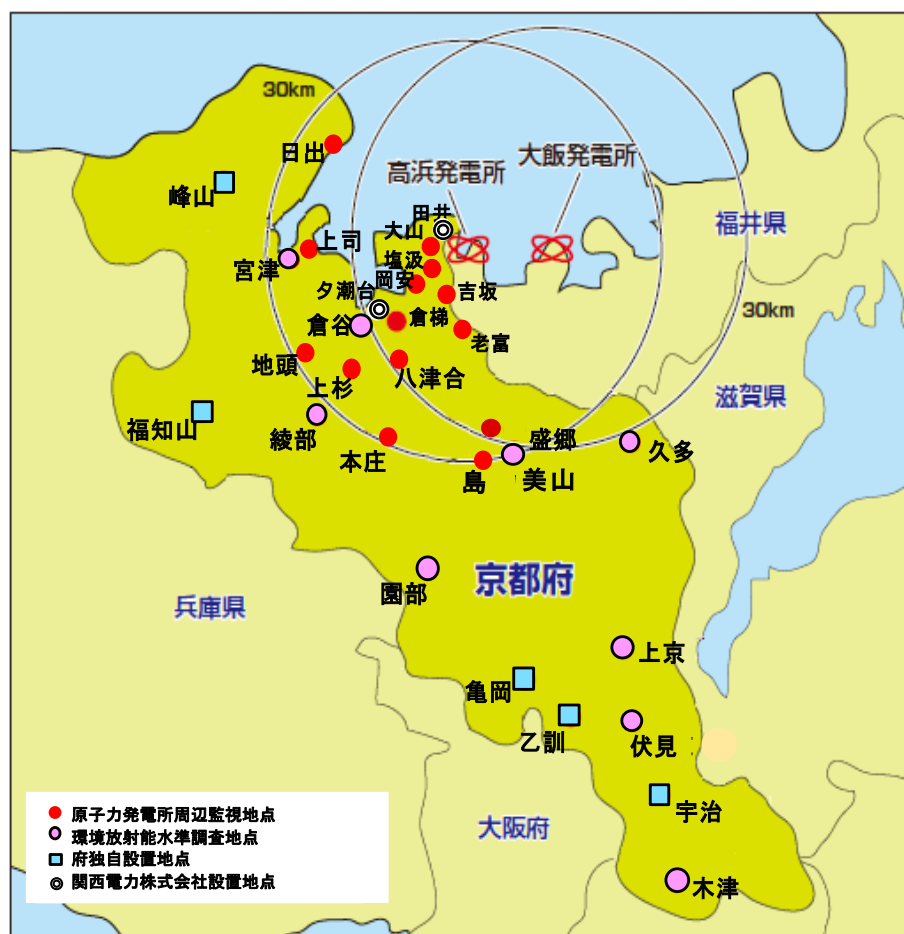 30km
日出
峰山
高浜発電所
大飯発電所
田井
大山
福井県
上司
宮津
塩汲
岡安
夕潮台
吉坂
30km
倉谷
倉梯
老富
地頭
上杉
八津合
滋賀県
福知山
綾部
本庄
盛郷
久多
島
美山
京都府
園部
兵庫県
上京
亀岡
乙訓
伏見
宇治
大阪府
木津
原子力発電所周辺監視地点
環境放射能水準調査地点
府独自設置地点
関西電力株式会社設置地点